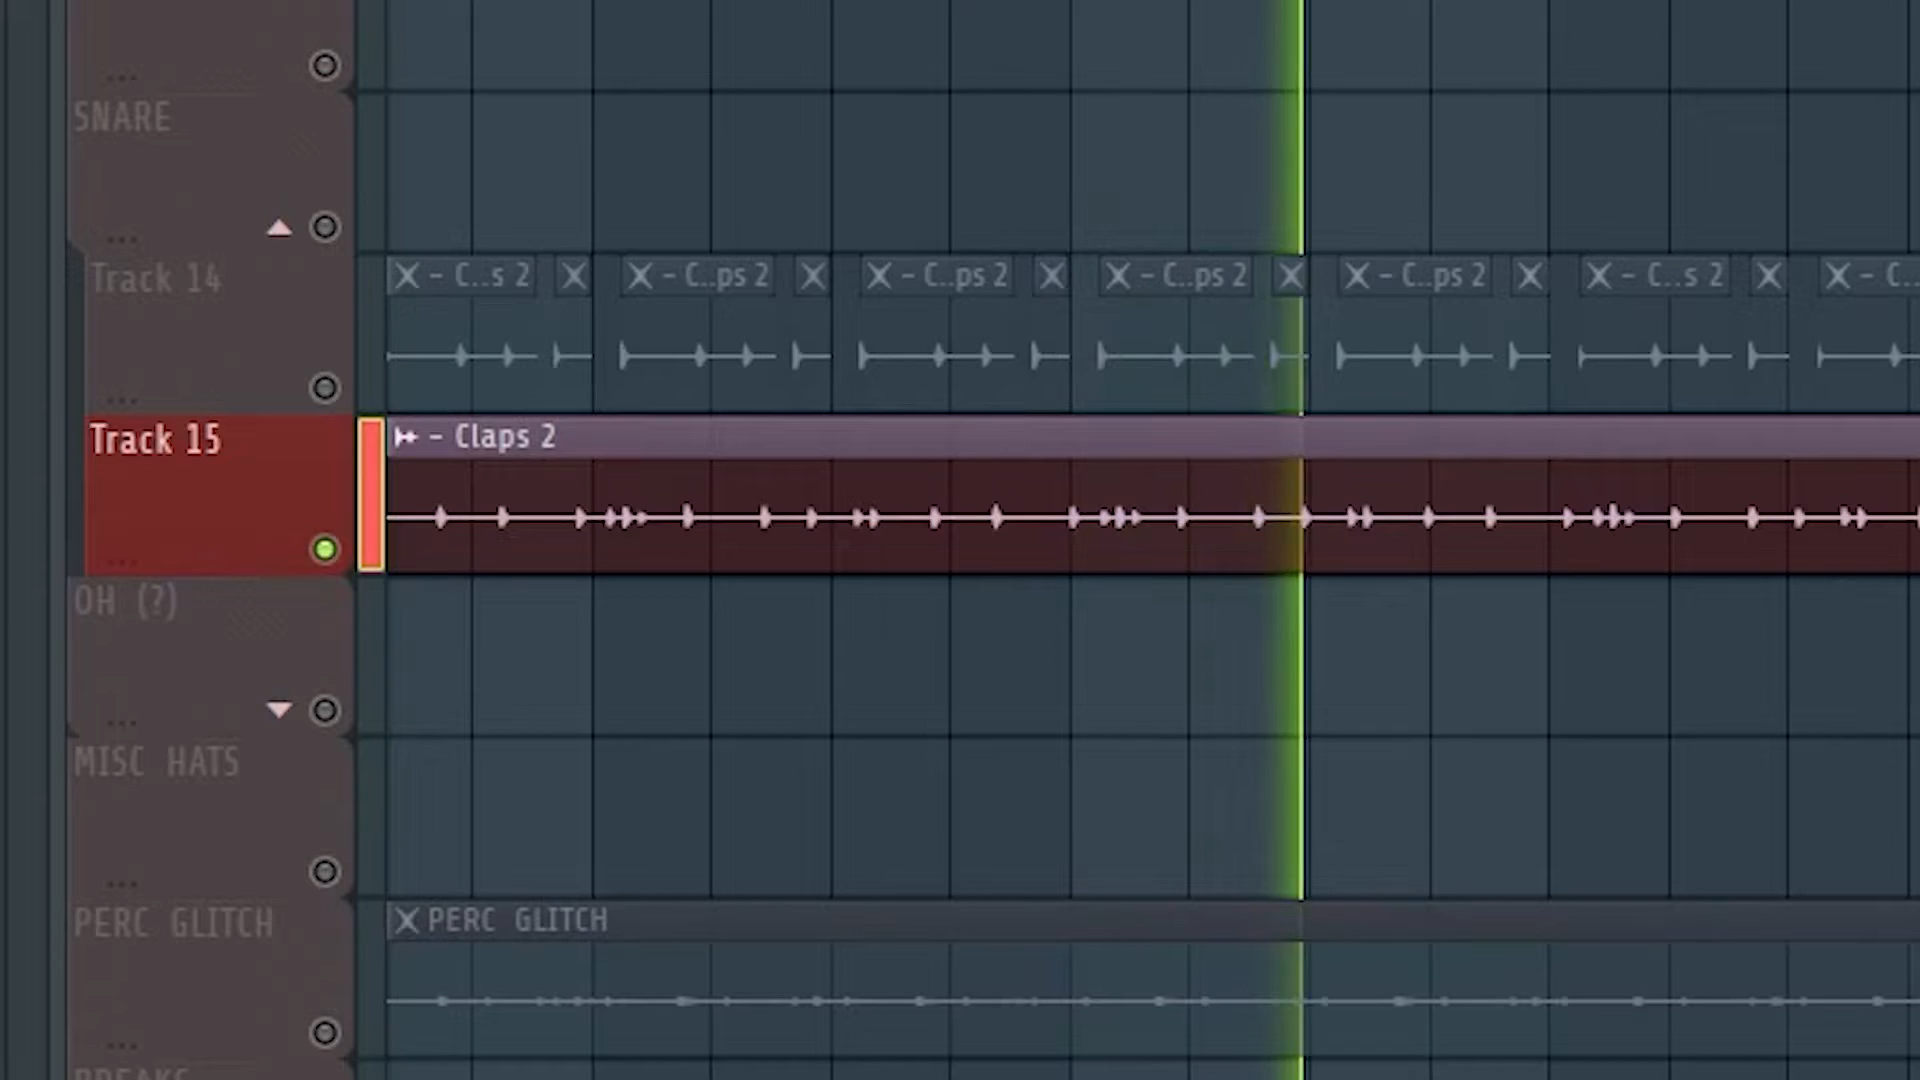 SNARE
Track 14
– C..s 2
– C..ps 2
– C..ps 2
– C..ps 2
– C..ps 2
– C..s 2
– C..
Track 15
– Claps 2
OH (?)
MISC HATS
PERC GLITCH
PERC GLITCH
BREAKS